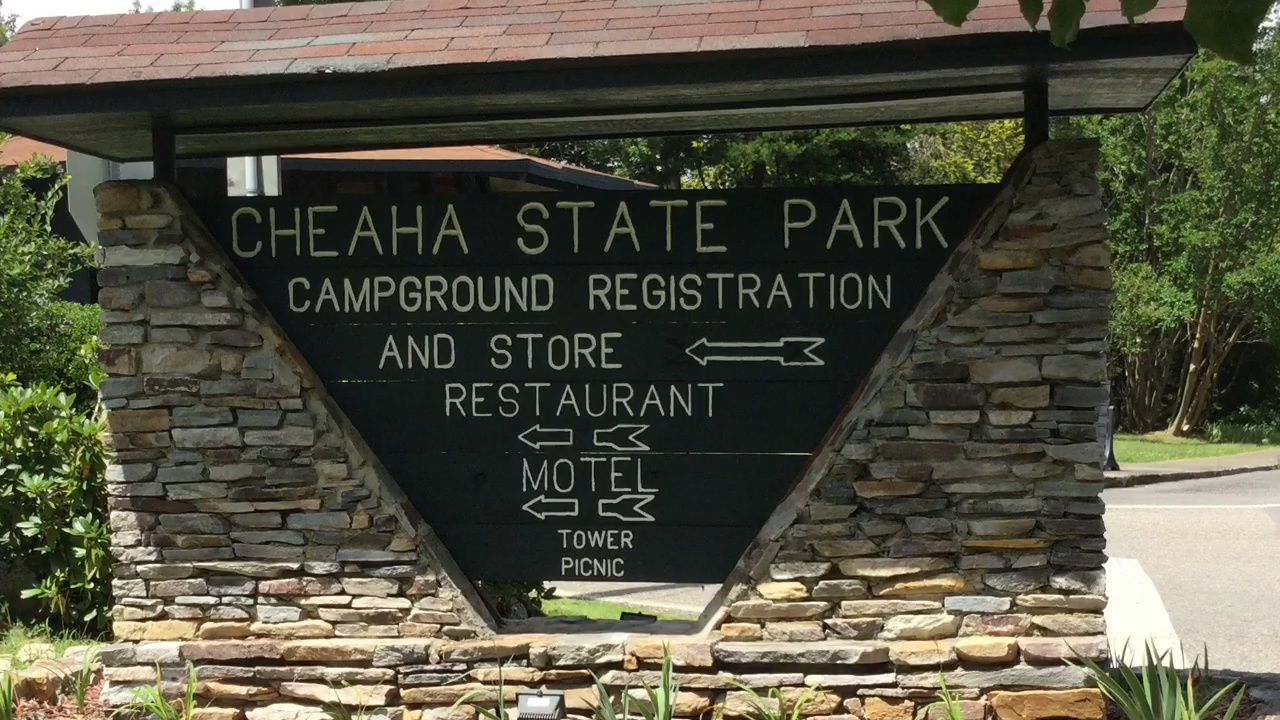 CHEAHA STATE PARK
CAMPGROUND REGISTRATION
AND STORE
RESTAURANT
MOTEL
TOWER
PICNIC